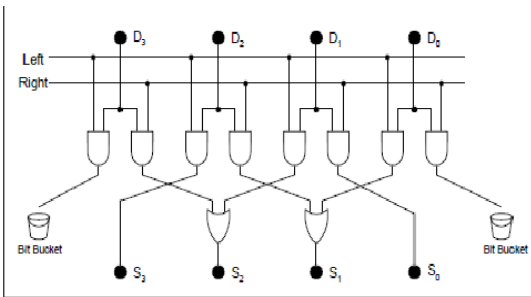 D3 D2 D1 D0
Left
Right
Bit Bucket Bit Bucket
S3 S2 S1 S0